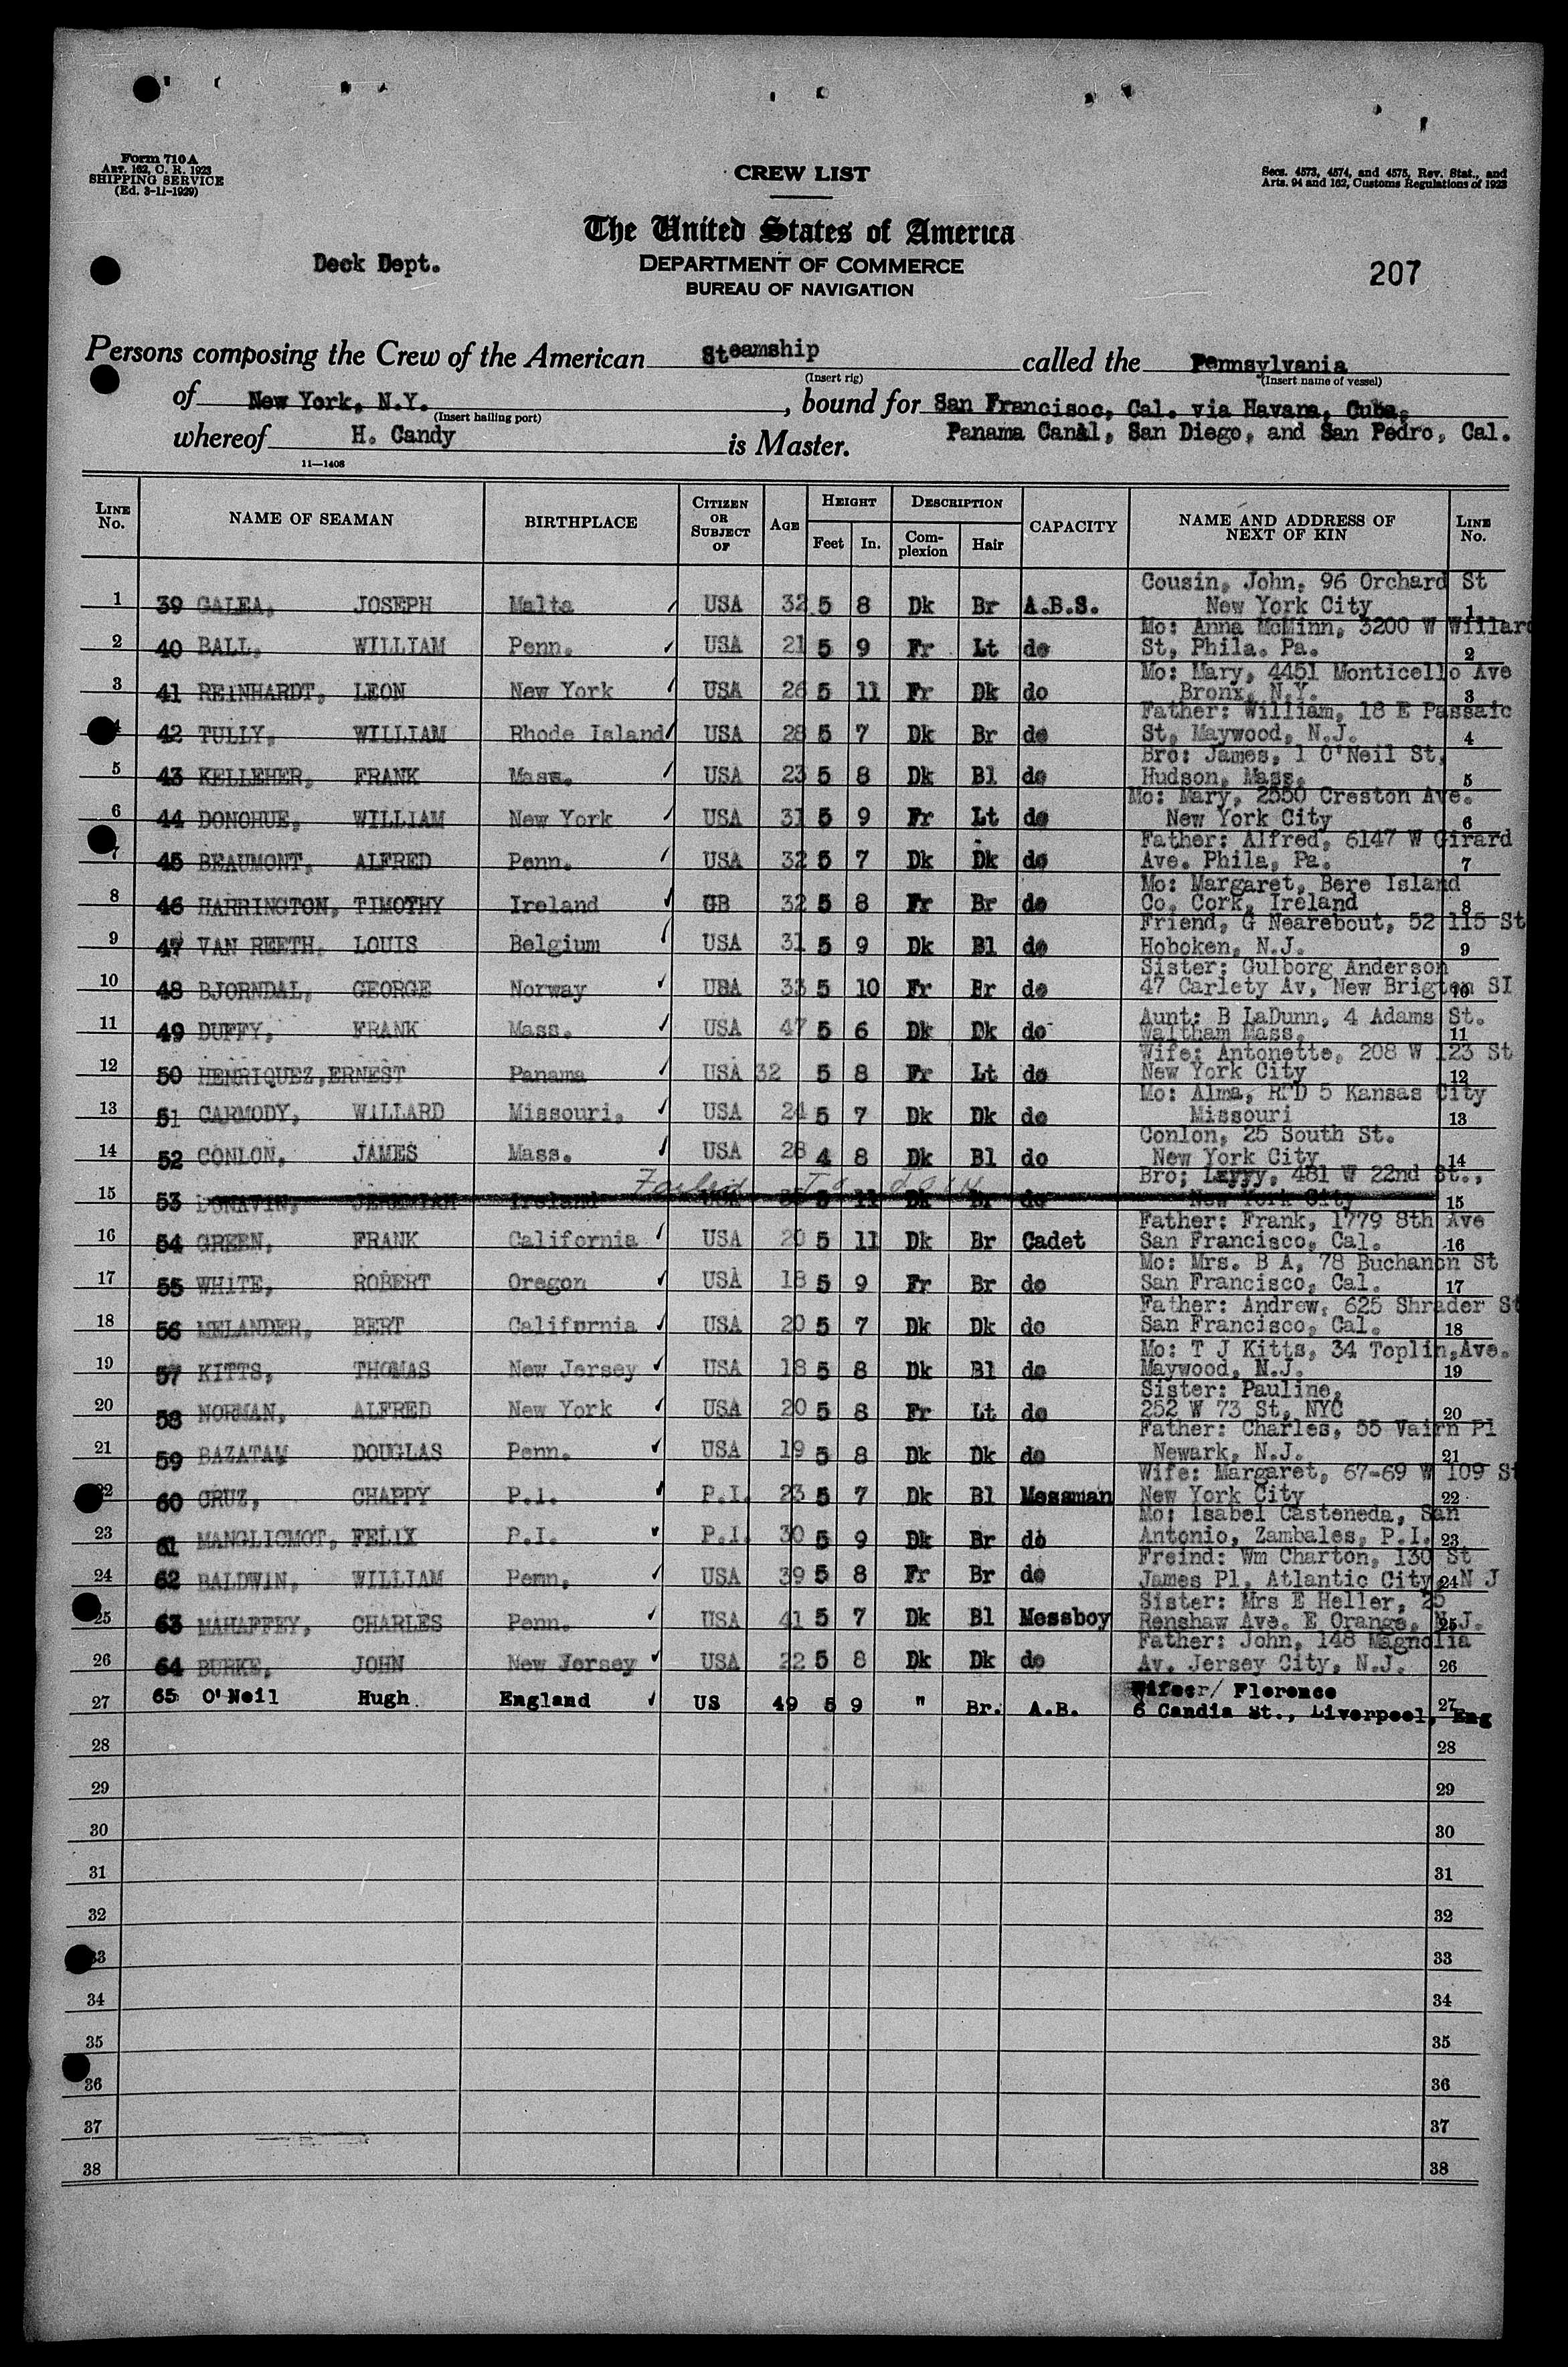 Form 710 A
ART. 162, C. R. 1923
SHIPPING SERVICE
(Ed. 3-11-1929)
CREW LIST
Secs. 4573, 4574, and 4575, Rev. Stat., and
Arts. 94 and 162, Customs Regulations of 1923
The United States of America
Deck Dept.
DEPARTMENT OF COMMERCE
BUREAU OF NAVIGATION
207
Persons composing the Crew of the American Steamship called the Pennsylvania
(Insert rig) (Insert name of vessel)
of New York, N.Y. , bound for San Francisoc, Cal. via Havana, Cuba,
(Insert hailing port)
whereof H. Candy is Master. Panama Canal, San Diego, and San Pedro, Cal.
11—1408
LINE No. NAME OF SEAMAN BIRTHPLACE CITIZEN OR SUBJECT OF AGE HEIGHT Feet In. DESCRIPTION Complexion Hair CAPACITY NAME AND ADDRESS OF NEXT OF KIN LINE No.
Cousin, John, 96 Orchard St
1 39 GALEA, JOSEPH Malta USA 32 5 8 Dk Br A.B.S. New York City 1
Mo: Anna McMinn, 3200 W Willard
2 40 BALL, WILLIAM Penn. USA 21 5 9 Fr Lt do St, Phila. Pa. 2
Mo: Mary, 4451 Monticello Ave
3 41 REINHARDT, LEON New York USA 26 5 11 Fr Dk do Bronx, N.Y. 3
Father: William, 18 E Passaic
4 42 TULLY, WILLIAM Rhode Island USA 28 5 7 Dk Br do St, Maywood, N.J. 4
Bro: James, 1 O'Neil St,
5 43 KELLEHER, FRANK Mass. USA 23 5 8 Dk Bl do Hudson, Mass. 5
Mo: Mary, 2550 Creston Ave.
6 44 DONOHUE, WILLIAM New York USA 31 5 9 Fr Lt do New York City 6
Father: Alfred, 6147 W Girard
7 45 BEAUMONT, ALFRED Penn. USA 32 5 7 Dk Dk do Ave. Phila, Pa. 7
Mo: Margaret, Bere Island
8 46 HARRINGTON, TIMOTHY Ireland GB 32 5 8 Fr Br do Co. Cork, Ireland 8
Friend, G Nearebout, 52 115 St
9 47 VAN REETH, LOUIS Belgium USA 31 5 9 Dk Bl do Hoboken, N.J. 9
Sister: Gulborg Anderson
10 48 BJORNDAL, GEORGE Norway USA 33 5 10 Fr Br do 47 Carlety Av, New Brigton SI 10
Aunt: B LaDunn, 4 Adams St.
11 49 DUFFY, FRANK Mass. USA 47 5 6 Dk Dk do Waltham Mass. 11
Wife: Antonette, 208 W 123 St
12 50 HENRIQUEZ, ERNEST Panama USA 32 5 8 Fr Lt do New York City 12
Mo: Alma, RFD 5 Kansas City
13 51 CARMODY, WILLARD Missouri, USA 24 5 7 Dk Dk do Missouri 13
Conlon, 25 South St.
14 52 CONLON, JAMES Mass. USA 28 4 8 Dk Bl do New York City 14
Failed To Join Bro; 481 W 22nd St.,
15 53 DONAVIN, JEREMIAH Ireland 5 11 Dk Br do New York City 15
Father: Frank, 1779 8th Ave
16 54 GREEN, FRANK California USA 20 5 11 Dk Br Cadet San Francisco, Cal. 16
Mo: Mrs. B A, 78 Buchanon St
17 55 WHITE, ROBERT Oregon USA 18 5 9 Fr Br do San Francisco, Cal. 17
Father: Andrew, 625 Shrader St
18 56 MELANDER, BERT California USA 20 5 7 Dk Dk do San Francisco, Cal. 18
Mo: T J Kitts, 34 Toplin, Ave.
19 57 KITTS, THOMAS New Jersey USA 18 5 8 Dk Bl do Maywood, N.J. 19
Sister: Pauline,
20 58 NORMAN, ALFRED New York USA 20 5 8 Fr Lt do 252 W 73 St, NYC 20
Father: Charles, 55 Vairn Pl
21 59 BAZATAM DOUGLAS Penn. USA 19 5 8 Dk Dk do Newark, N.J. 21
Wife: Margaret, 67-69 W 109 St
22 60 CRUZ, CHAPPY P.I. P.I. 23 5 7 Dk Bl Messman New York City 22
Mo: Isabel Casteneda, San
23 61 MANGLICMOT, FELIX P.I. P.I. 30 5 9 Dk Br do Antonio, Zambales, P.I. 23
Freind: Wm Charton, 130 St
24 62 BALDWIN, WILLIAM Penn, USA 39 5 8 Fr Br do James Pl, Atlantic City, N J 24
Sister: Mrs E Heller, 25
25 63 MAHAFFEY, CHARLES Penn. USA 41 5 7 Dk Bl Messboy Renshaw Ave. E Orange, N.J. 25
Father: John, 148 Magnolia
26 64 BURKE, JOHN New Jersey USA 22 5 8 Dk Dk do Av. Jersey City, N.J. 26
Florence
27 65 O'Neil Hugh England US 49 5 9 " Br. A.B. 6 Candia St., Liverpool, Eng 27
28 28
29 29
30 30
31 31
32 32
33 33
34 34
35 35
36 36
37 37
38 38